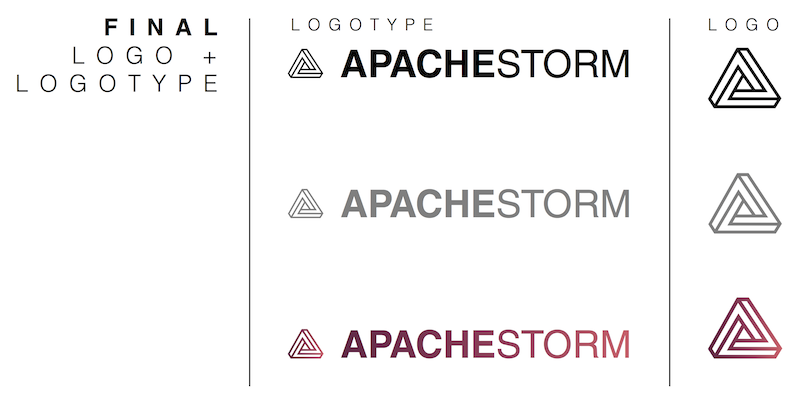 FINAL
LOGO +
LOGOTYPE
LOGOTYPE
APACHESTORM
APACHESTORM
APACHESTORM
LOGO